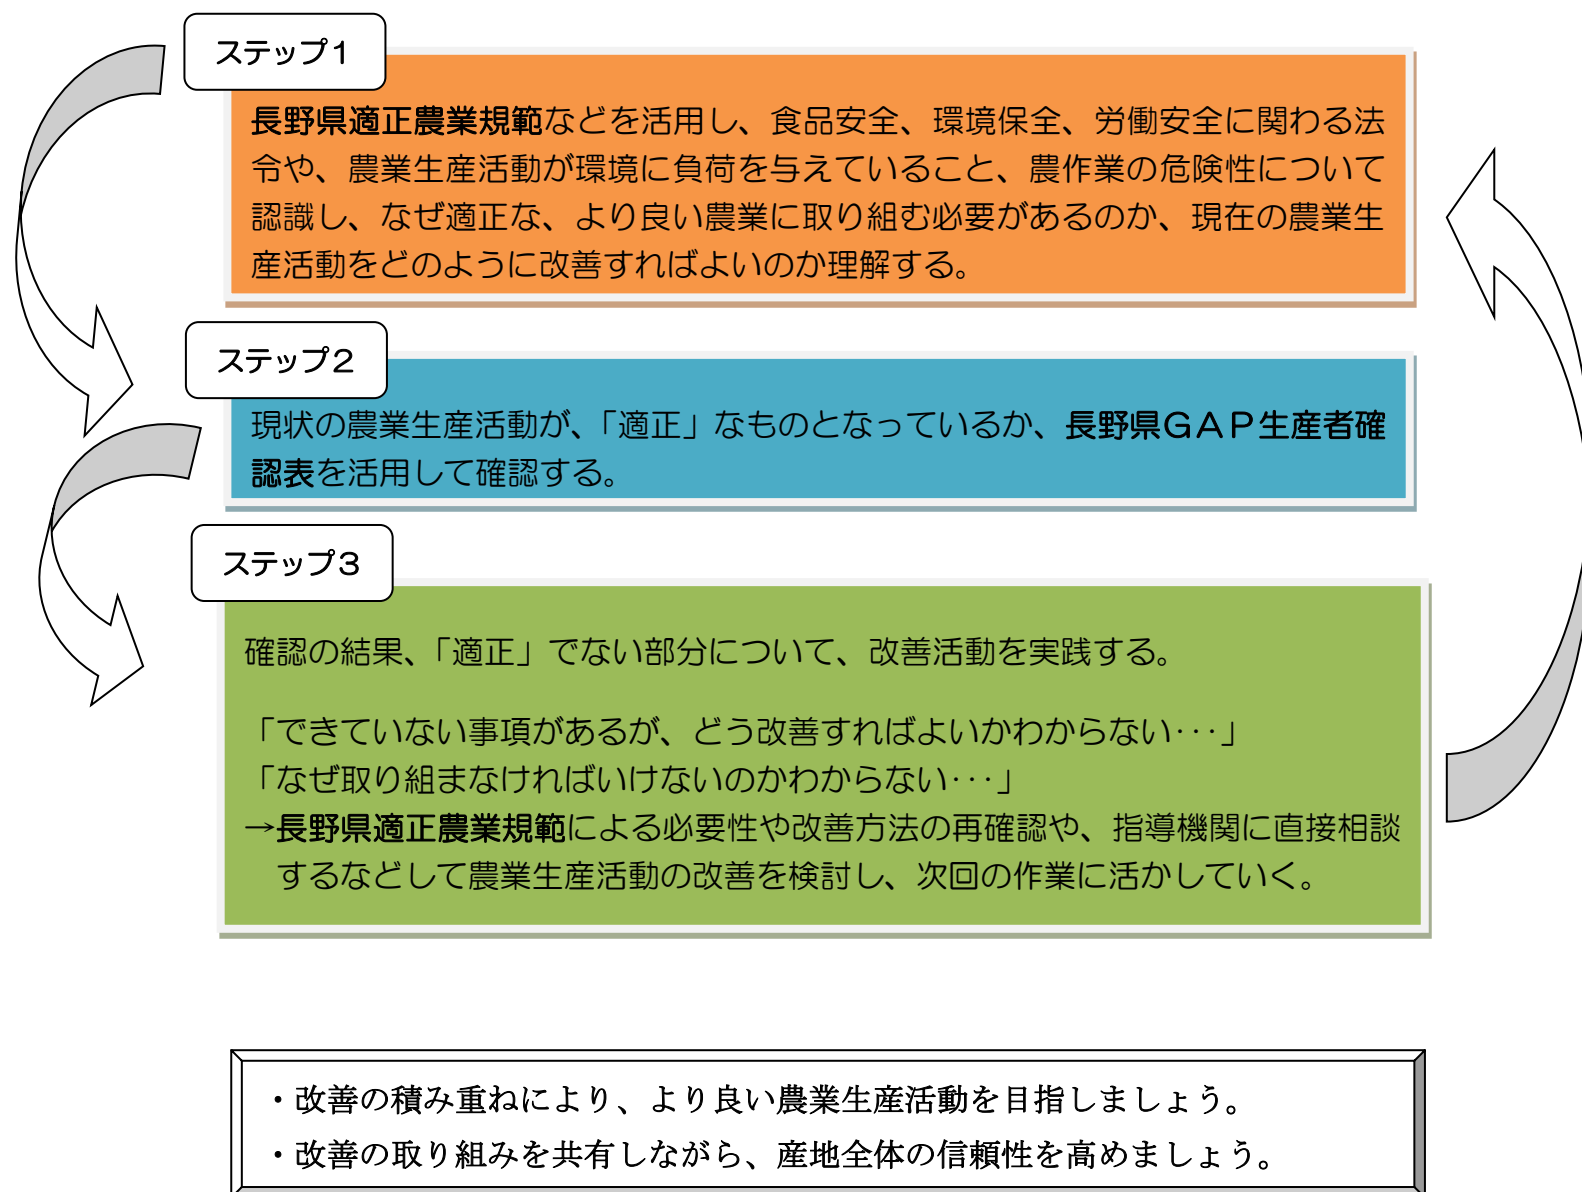 ステップ１
長野県適正農業規範などを活用し、食品安全、環境保全、労働安全に関わる法
令や、農業生産活動が環境に負荷を与えていること、農作業の危険性について
認識し、なぜ適正な、より良い農業に取り組む必要があるのか、現在の農業生
産活動をどのように改善すればよいのか理解する。
ステップ２
現状の農業生産活動が、「適正」なものとなっているか、長野県ＧＡＰ生産者確
認表を活用して確認する。
ステップ３
確認の結果、「適正」でない部分について、改善活動を実践する。
「できていない事項があるが、どう改善すればよいかわからない･･･」
「なぜ取り組まなければいけないのかわからない･･･」
→長野県適正農業規範による必要性や改善方法の再確認や、指導機関に直接相談
するなどして農業生産活動の改善を検討し、次回の作業に活かしていく。
・改善の積み重ねにより、より良い農業生産活動を目指しましょう。
・改善の取り組みを共有しながら、産地全体の信頼性を高めましょう。